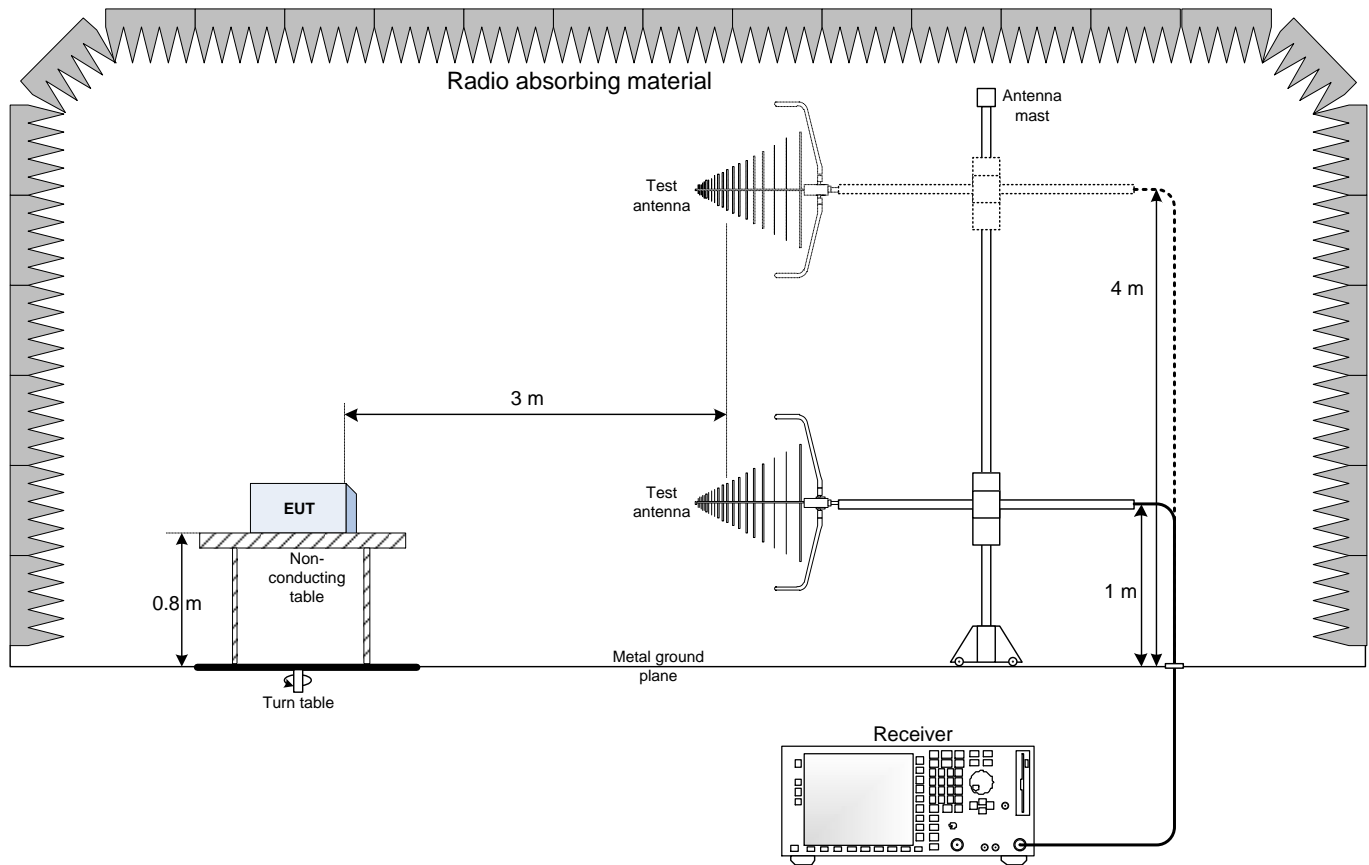 Radio absorbing material
Antenna
mast
Test
antenna
4 m
3 m
Test
antenna
EUT
Non-
conducting
table
0.8 m
1 m
Metal ground
plane
Turn table
Receiver